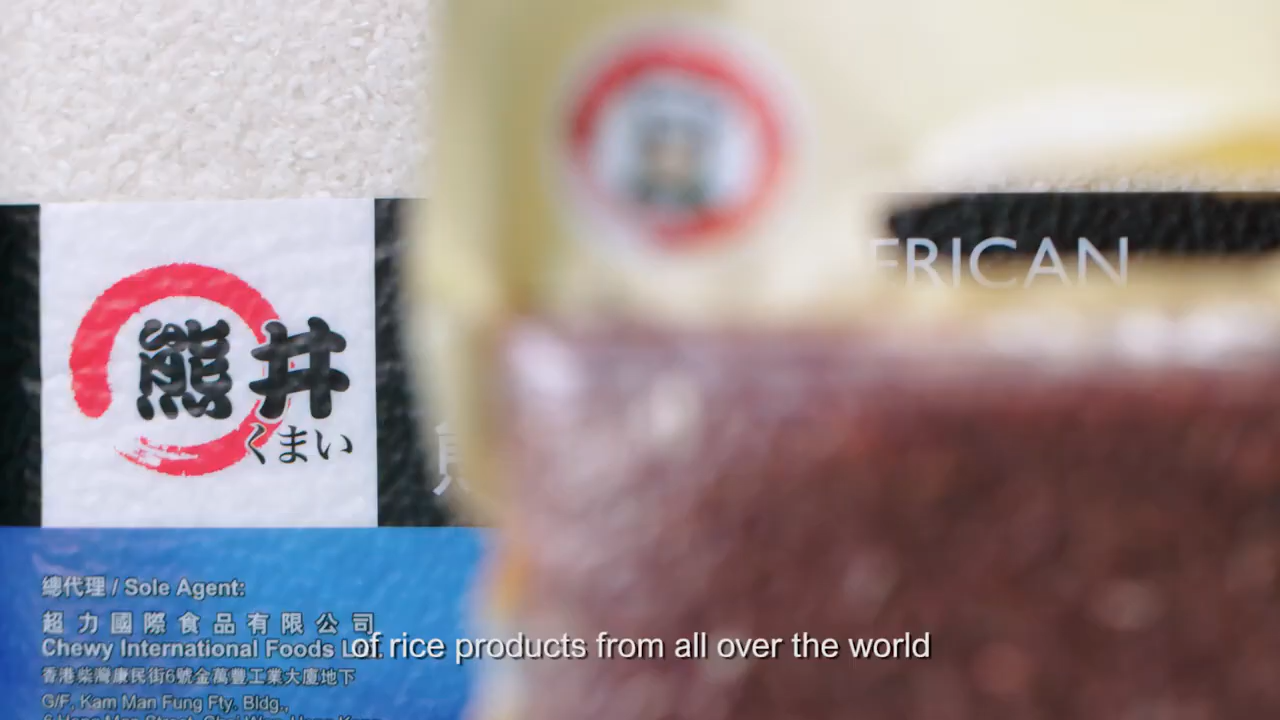 ERICAN
熊井
くまい
總代理 / Sole Agent:
超力國際食品有限公司
Chewy International Foods Ltd.
of rice products from all over the world
香港柴灣康民街6號金萬豐工業大廈地下
G/F, Kam Man Fung Fty. Bldg.,